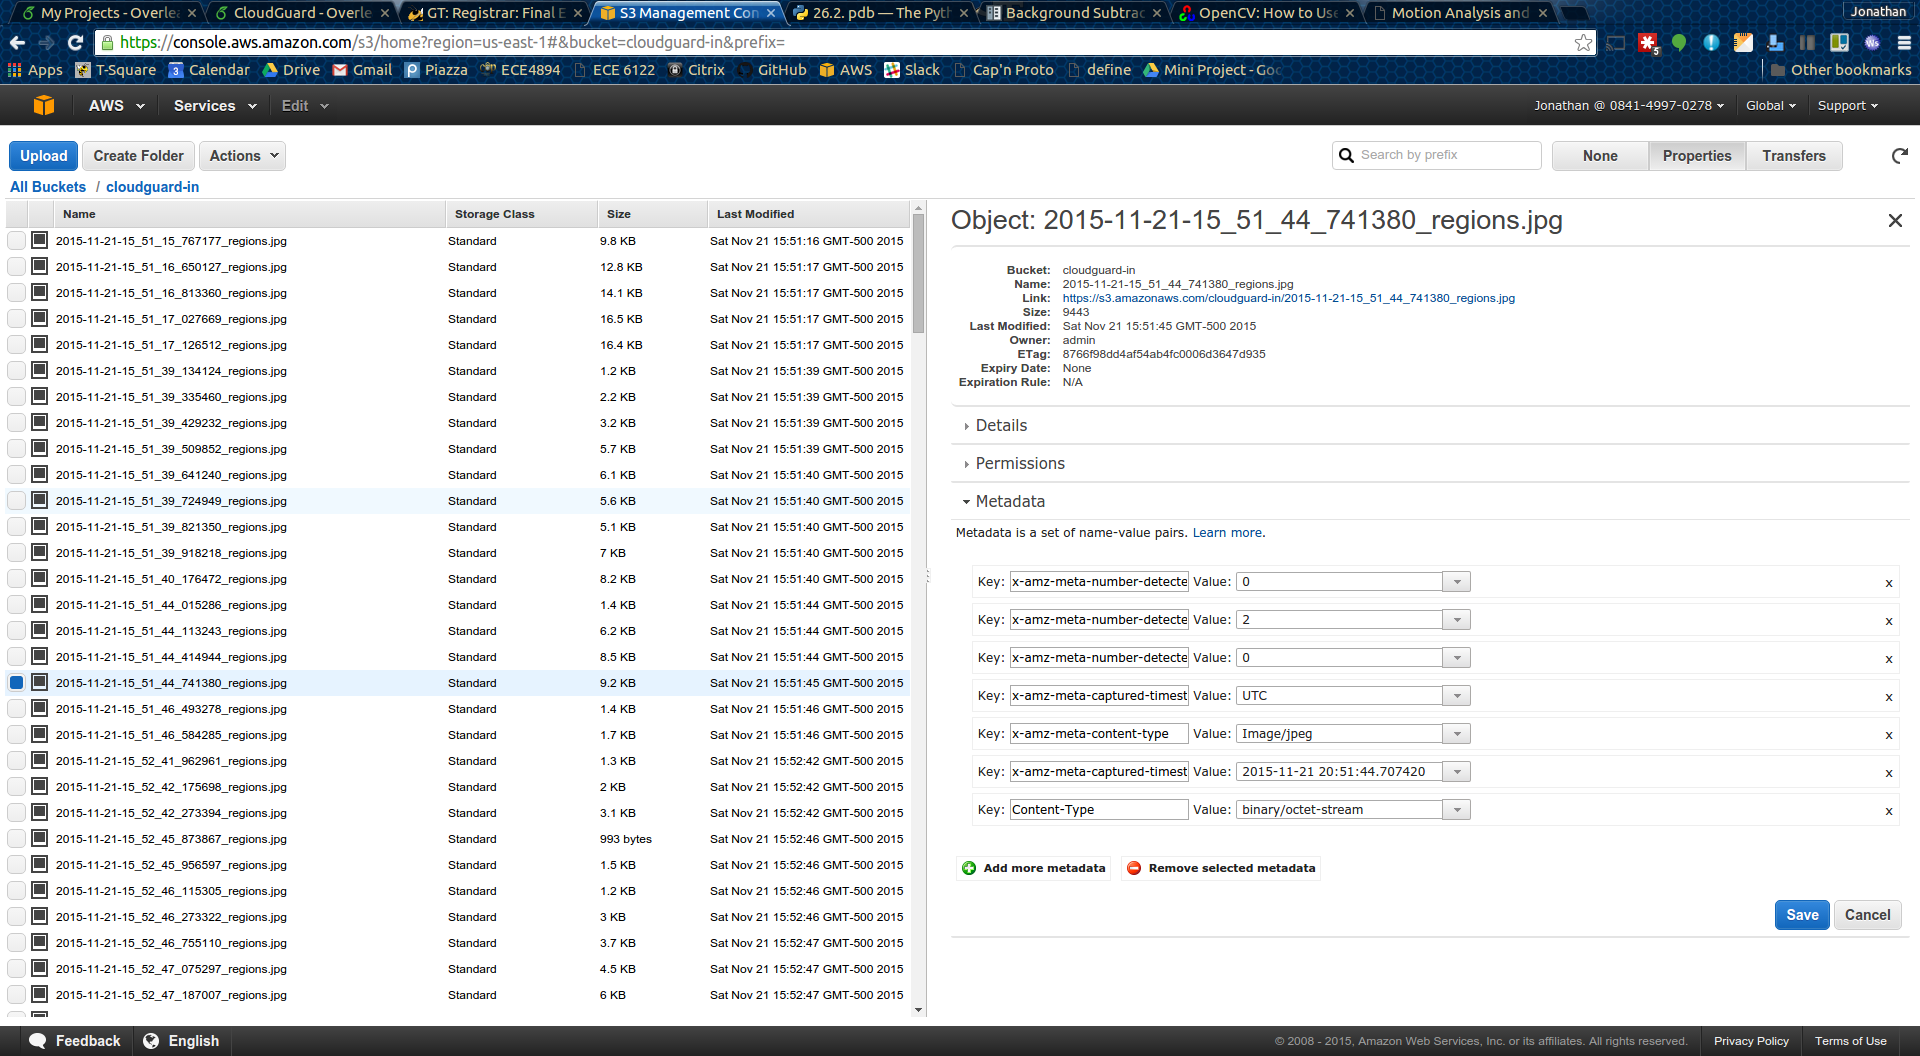 My Projects - Overlea
CloudGuard - Overle
GT: Registrar: Final E
S3 Management Con
26.2. pdb — The Pyth
Background Subtrac
OpenCV: How to Use
Motion Analysis and
Jonathan
https://console.aws.amazon.com/s3/home?region=us-east-1#&bucket=cloudguard-in&prefix=
5
Ws
Apps T-Square Calendar Drive Gmail Piazza ECE4894 ECE 6122 Citrix GitHub AWS Slack Cap'n Proto define Mini Project - Goo Other bookmarks
AWS Services Edit Jonathan @ 0841-4997-0278 Global Support
Upload Create Folder Actions Search by prefix None Properties Transfers
All Buckets / cloudguard-in
Name Storage Class Size Last Modified
2015-11-21-15_51_15_767177_regions.jpg Standard 9.8 KB Sat Nov 21 15:51:16 GMT-500 2015
2015-11-21-15_51_16_650127_regions.jpg Standard 12.8 KB Sat Nov 21 15:51:17 GMT-500 2015
2015-11-21-15_51_16_813360_regions.jpg Standard 14.1 KB Sat Nov 21 15:51:17 GMT-500 2015
2015-11-21-15_51_17_027669_regions.jpg Standard 16.5 KB Sat Nov 21 15:51:17 GMT-500 2015
2015-11-21-15_51_17_126512_regions.jpg Standard 16.4 KB Sat Nov 21 15:51:17 GMT-500 2015
2015-11-21-15_51_39_134124_regions.jpg Standard 1.2 KB Sat Nov 21 15:51:39 GMT-500 2015
2015-11-21-15_51_39_335460_regions.jpg Standard 2.2 KB Sat Nov 21 15:51:39 GMT-500 2015
2015-11-21-15_51_39_429232_regions.jpg Standard 3.2 KB Sat Nov 21 15:51:39 GMT-500 2015
2015-11-21-15_51_39_509852_regions.jpg Standard 5.7 KB Sat Nov 21 15:51:39 GMT-500 2015
2015-11-21-15_51_39_641240_regions.jpg Standard 6.1 KB Sat Nov 21 15:51:40 GMT-500 2015
2015-11-21-15_51_39_724949_regions.jpg Standard 5.6 KB Sat Nov 21 15:51:40 GMT-500 2015
2015-11-21-15_51_39_821350_regions.jpg Standard 5.1 KB Sat Nov 21 15:51:40 GMT-500 2015
2015-11-21-15_51_39_918218_regions.jpg Standard 7 KB Sat Nov 21 15:51:40 GMT-500 2015
2015-11-21-15_51_40_176472_regions.jpg Standard 8.2 KB Sat Nov 21 15:51:40 GMT-500 2015
2015-11-21-15_51_44_015286_regions.jpg Standard 1.4 KB Sat Nov 21 15:51:44 GMT-500 2015
2015-11-21-15_51_44_113243_regions.jpg Standard 6.2 KB Sat Nov 21 15:51:44 GMT-500 2015
2015-11-21-15_51_44_414944_regions.jpg Standard 8.5 KB Sat Nov 21 15:51:44 GMT-500 2015
2015-11-21-15_51_44_741380_regions.jpg Standard 9.2 KB Sat Nov 21 15:51:45 GMT-500 2015
2015-11-21-15_51_46_493278_regions.jpg Standard 1.4 KB Sat Nov 21 15:51:46 GMT-500 2015
2015-11-21-15_51_46_584285_regions.jpg Standard 1.7 KB Sat Nov 21 15:51:46 GMT-500 2015
2015-11-21-15_52_41_962961_regions.jpg Standard 1.3 KB Sat Nov 21 15:52:42 GMT-500 2015
2015-11-21-15_52_42_175698_regions.jpg Standard 2 KB Sat Nov 21 15:52:42 GMT-500 2015
2015-11-21-15_52_42_273394_regions.jpg Standard 3.1 KB Sat Nov 21 15:52:42 GMT-500 2015
2015-11-21-15_52_45_873867_regions.jpg Standard 993 bytes Sat Nov 21 15:52:46 GMT-500 2015
2015-11-21-15_52_45_956597_regions.jpg Standard 1.5 KB Sat Nov 21 15:52:46 GMT-500 2015
2015-11-21-15_52_46_115305_regions.jpg Standard 1.2 KB Sat Nov 21 15:52:46 GMT-500 2015
2015-11-21-15_52_46_273322_regions.jpg Standard 3 KB Sat Nov 21 15:52:46 GMT-500 2015
2015-11-21-15_52_46_755110_regions.jpg Standard 3.7 KB Sat Nov 21 15:52:47 GMT-500 2015
2015-11-21-15_52_47_075297_regions.jpg Standard 4.5 KB Sat Nov 21 15:52:47 GMT-500 2015
2015-11-21-15_52_47_187007_regions.jpg Standard 6 KB Sat Nov 21 15:52:47 GMT-500 2015
Object: 2015-11-21-15_51_44_741380_regions.jpg
Bucket: cloudguard-in
Name: 2015-11-21-15_51_44_741380_regions.jpg
Link: https://s3.amazonaws.com/cloudguard-in/2015-11-21-15_51_44_741380_regions.jpg
Size: 9443
Last Modified: Sat Nov 21 15:51:45 GMT-500 2015
Owner: admin
ETag: 8766f98dd4af54ab4fc0006d3647d935
Expiry Date: None
Expiration Rule: N/A
Details
Permissions
Metadata
Metadata is a set of name-value pairs. Learn more.
Key: x-amz-meta-number-detecte Value: 0 x
Key: x-amz-meta-number-detecte Value: 2 x
Key: x-amz-meta-number-detecte Value: 0 x
Key: x-amz-meta-captured-timest Value: UTC x
Key: x-amz-meta-content-type Value: Image/jpeg x
Key: x-amz-meta-captured-timest Value: 2015-11-21 20:51:44.707420 x
Key: Content-Type Value: binary/octet-stream x
Add more metadata Remove selected metadata
Save Cancel
Feedback English © 2008 - 2015, Amazon Web Services, Inc. or its affiliates. All rights reserved. Privacy Policy Terms of Use